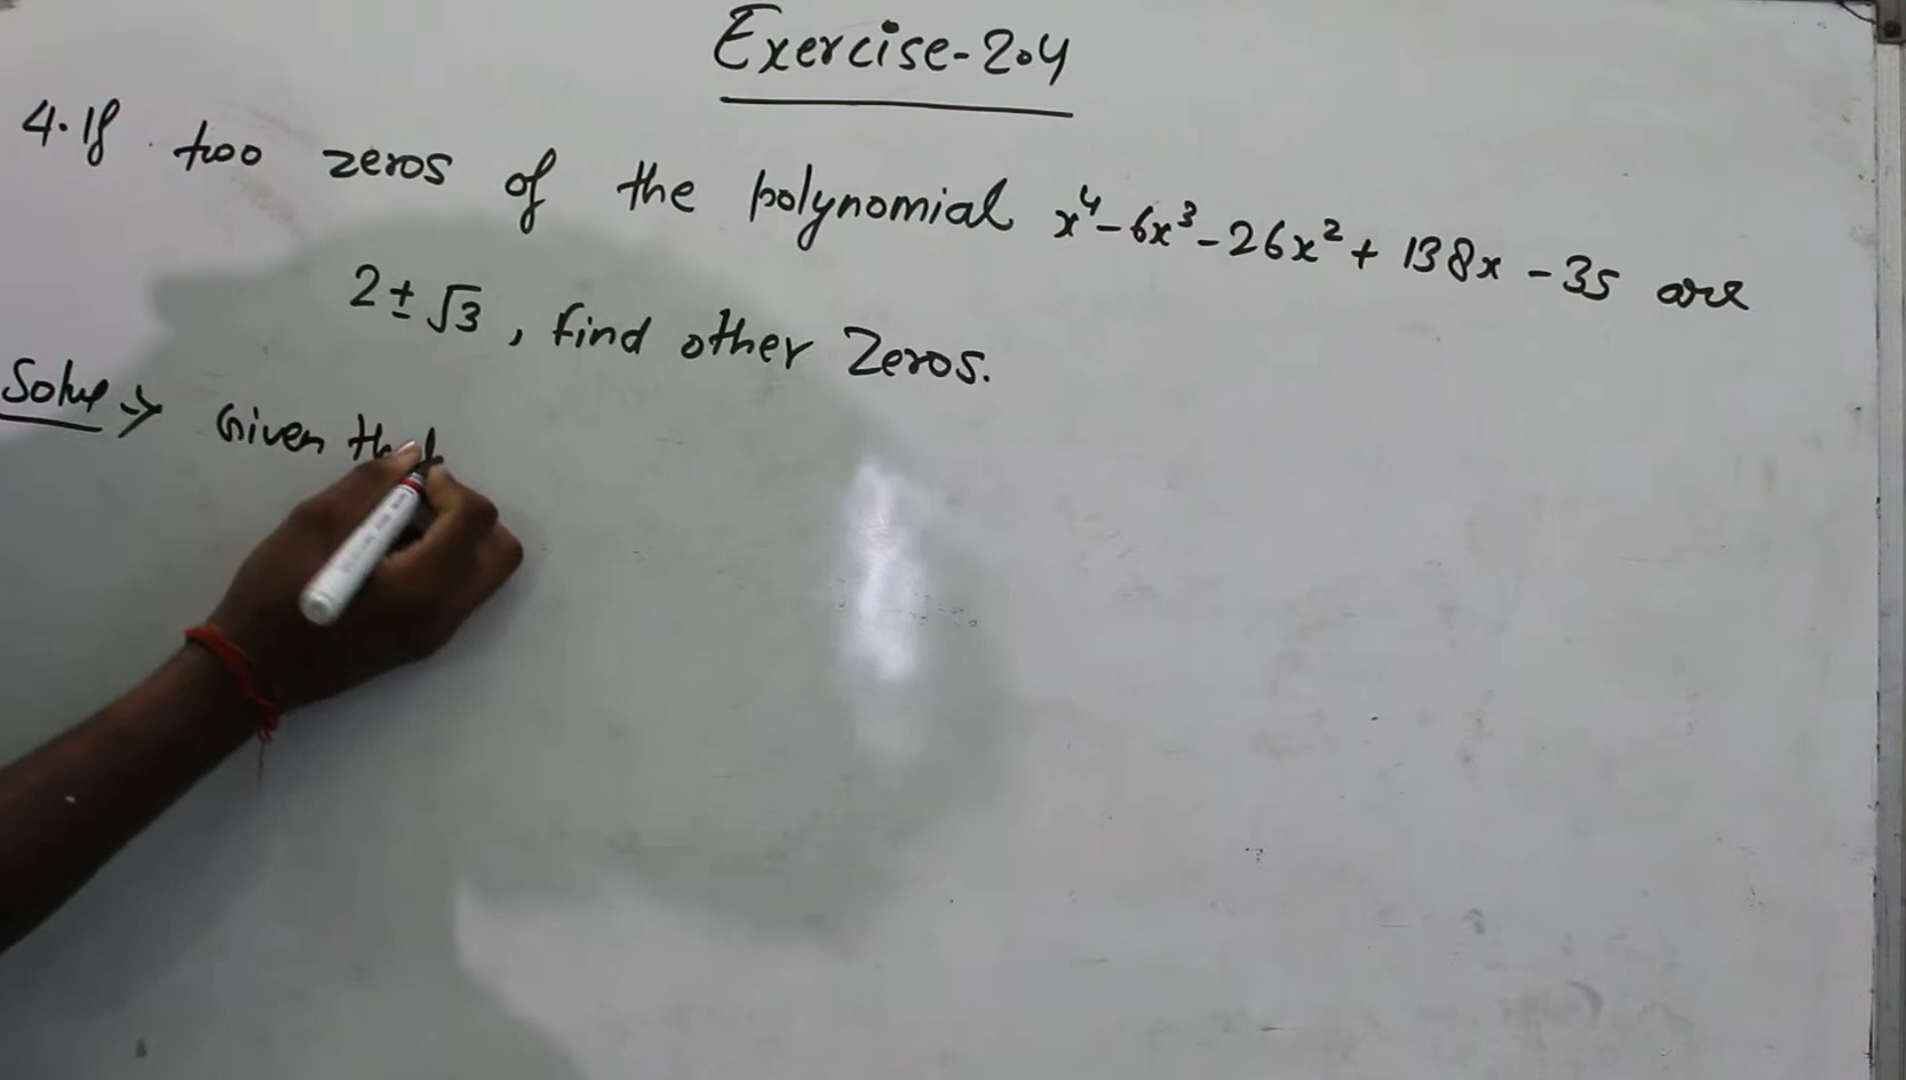 Exercise-2.4
4. If two zeros of the polynomial x⁴-6x³-26x²+138x-35 are
2±√3, find other zeros.
Given that